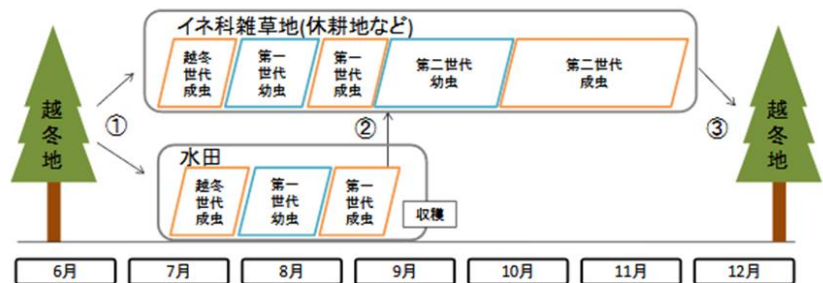 イネ科雑草地(休耕地など)
越冬
世代
成虫
第一
世代
幼虫
第一
世代
成虫
第二世代
幼虫
第二世代
成虫
越冬地
①
②
③
越冬地
水田
越冬
世代
成虫
第一
世代
幼虫
第一
世代
成虫
収穫
6月
7月
8月
9月
10月
11月
12月